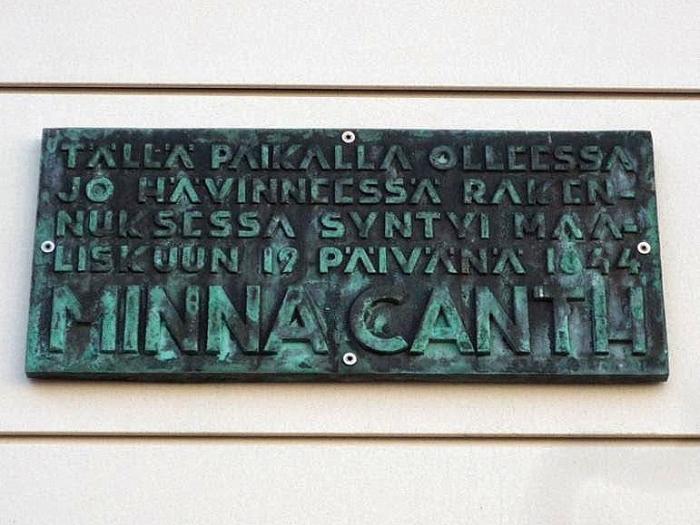 TÄLLÄ PAIKALLA OLLEESSA
JO HÄVINNEESSÄ RAKEN-
NUKSESSA SYNTYI MAA-
LISKUUN 19 PÄIVÄNÄ 1844
MINNA CANTH